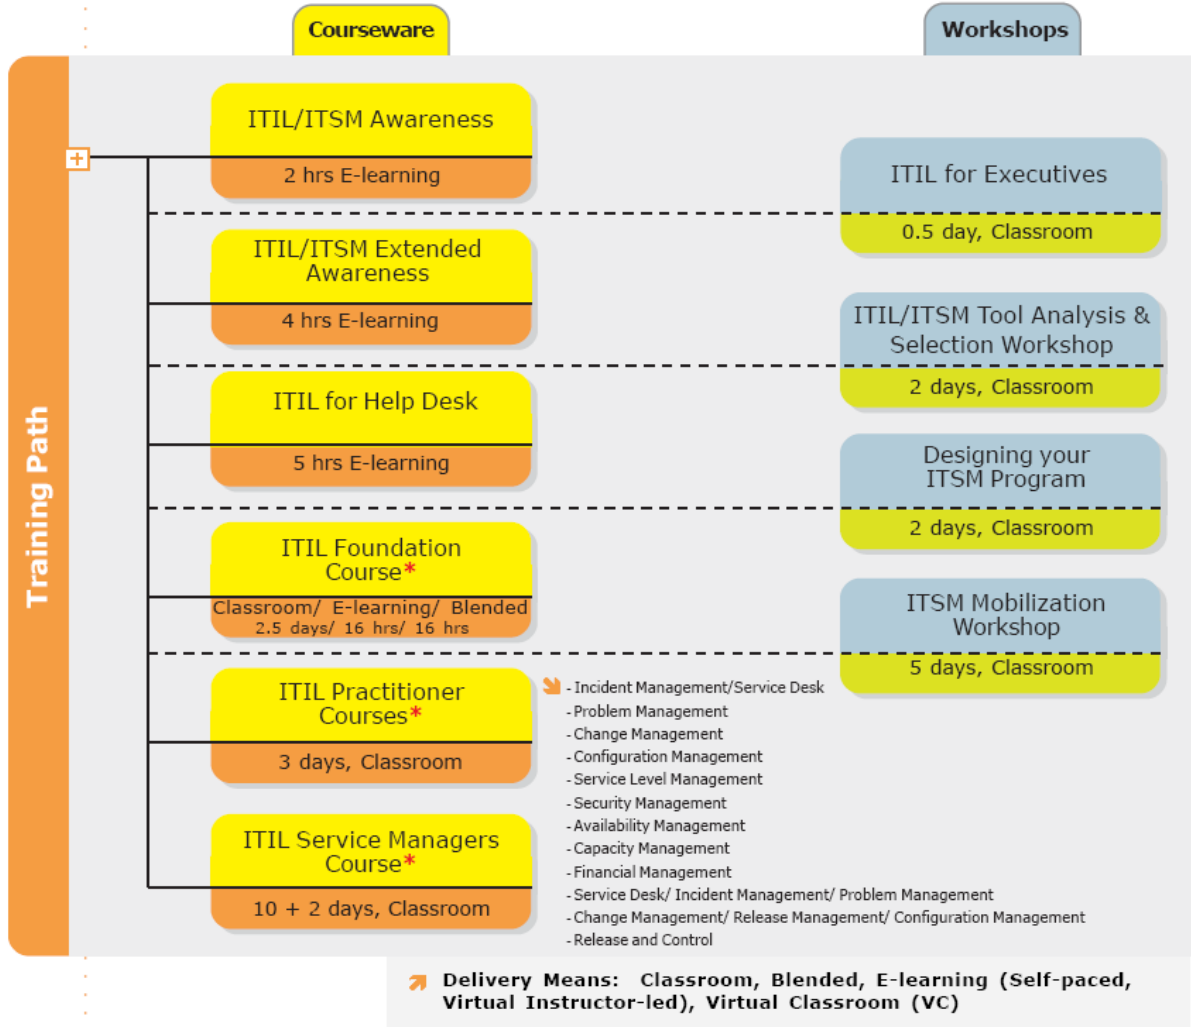 Courseware
Workshops
Training Path
ITIL/ITSM Awareness
2 hrs E-learning
ITIL for Executives
0.5 day, Classroom
ITIL/ITSM Extended
Awareness
4 hrs E-learning
ITIL/ITSM Tool Analysis &
Selection Workshop
2 days, Classroom
ITIL for Help Desk
5 hrs E-learning
Designing your
ITSM Program
2 days, Classroom
ITIL Foundation
Course*
Classroom/ E-learning/ Blended
2.5 days/ 16 hrs/ 16 hrs
ITSM Mobilization
Workshop
5 days, Classroom
ITIL Practitioner
Courses*
3 days, Classroom
- Incident Management/Service Desk
- Problem Management
- Change Management
- Configuration Management
- Service Level Management
- Security Management
- Availability Management
- Capacity Management
- Financial Management
- Service Desk/ Incident Management/ Problem Management
- Change Management/ Release Management/ Configuration Management
- Release and Control
ITIL Service Managers
Course*
10 + 2 days, Classroom
Delivery Means: Classroom, Blended, E-learning (Self-paced,
Virtual Instructor-led), Virtual Classroom (VC)